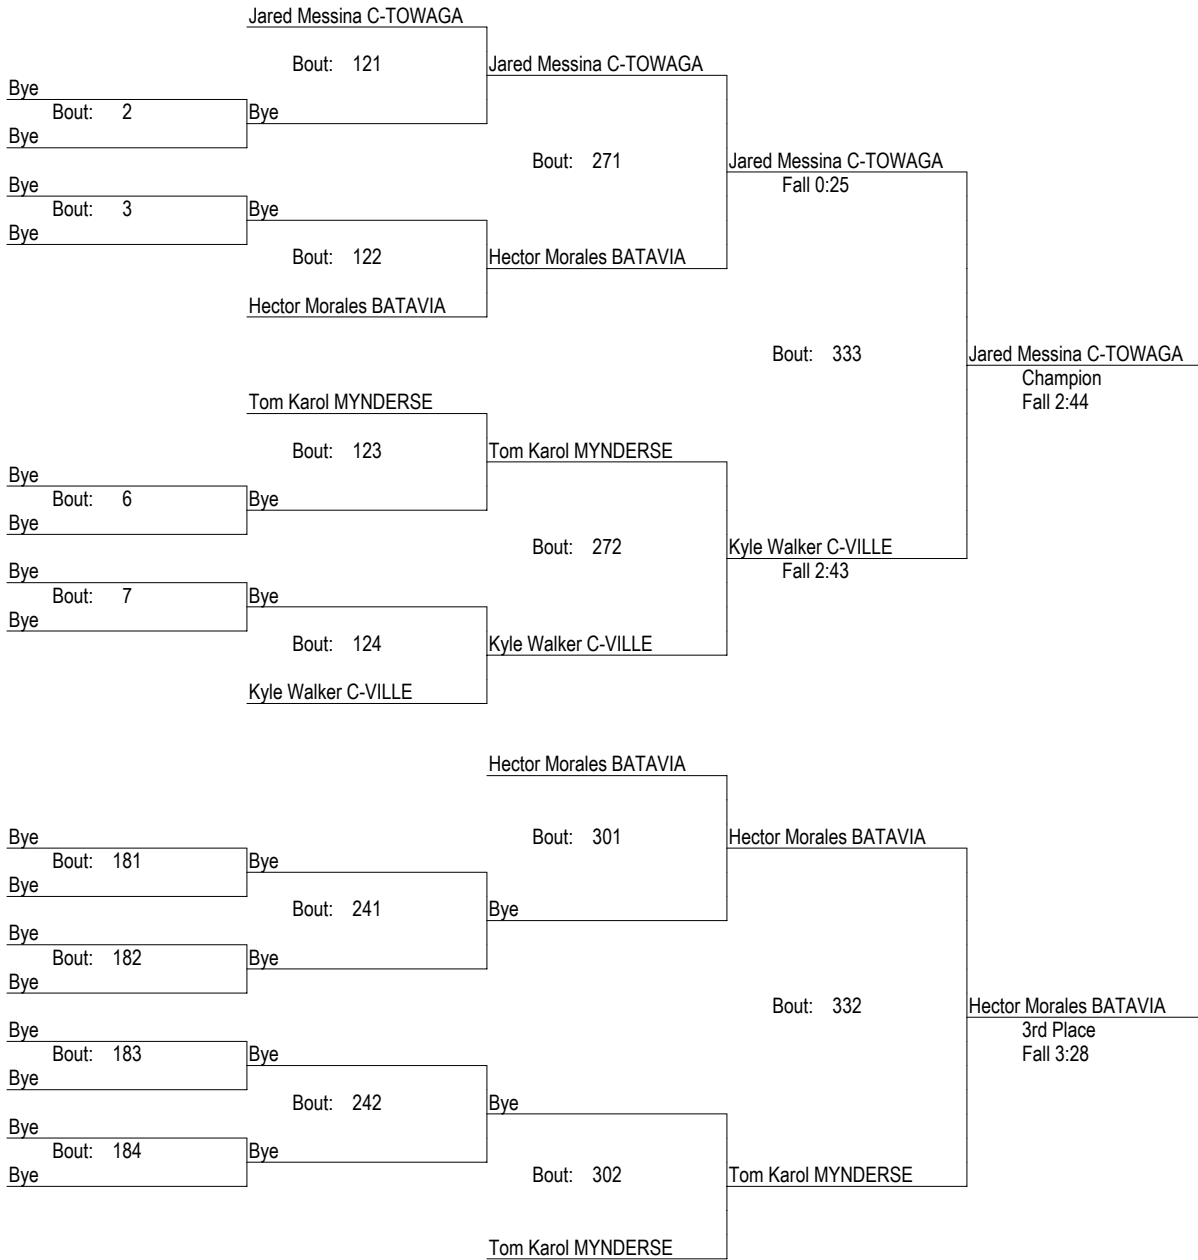 Jared Messina C-TOWAGA
Bout: 121
Jared Messina C-TOWAGA
Bye
Bout: 2
Bye
Bye
Bout: 271
Jared Messina C-TOWAGA
Fall 0:25
Bye
Bout: 3
Bye
Bye
Bout: 122
Hector Morales BATAVIA
Hector Morales BATAVIA
Bout: 333
Jared Messina C-TOWAGA
Champion
Fall 2:44
Tom Karol MYNDERSE
Bout: 123
Tom Karol MYNDERSE
Bye
Bout: 6
Bye
Bye
Bout: 272
Kyle Walker C-VILLE
Fall 2:43
Bye
Bout: 7
Bye
Bye
Bout: 124
Kyle Walker C-VILLE
Kyle Walker C-VILLE
Hector Morales BATAVIA
Bout: 301
Hector Morales BATAVIA
Bye
Bout: 181
Bye
Bye
Bout: 241
Bye
Bye
Bout: 182
Bye
Bye
Bout: 332
Hector Morales BATAVIA
3rd Place
Fall 3:28
Bye
Bout: 183
Bye
Bye
Bout: 242
Bye
Bye
Bout: 184
Bye
Bye
Bout: 302
Tom Karol MYNDERSE
Tom Karol MYNDERSE